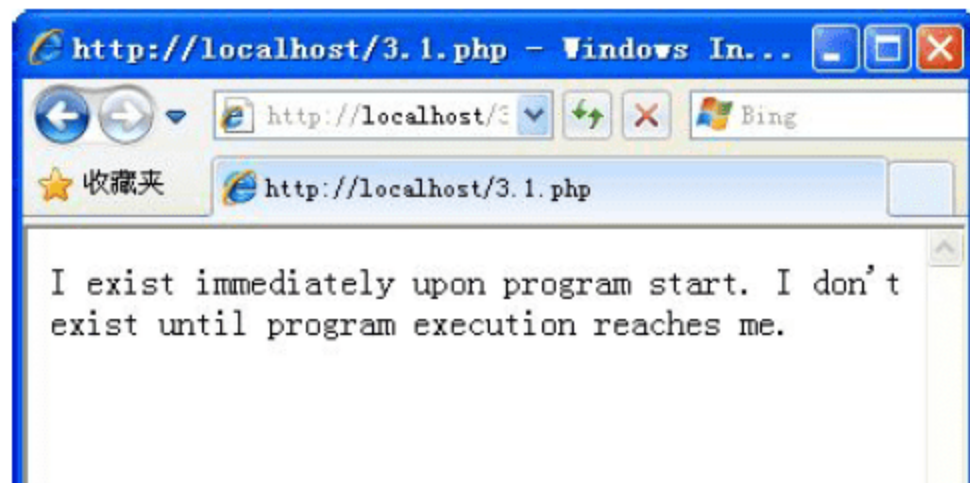 http://localhost/3.1.php - Windows In...
http://localhost/3
Bing
收藏夹
http://localhost/3.1.php
I exist immediately upon program start. I don't
exist until program execution reaches me.